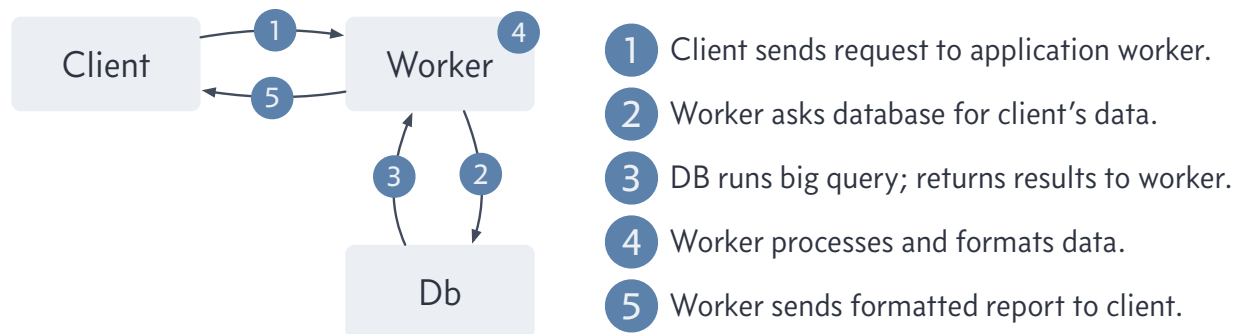 Client
1
Worker
4
5
3
2
Db
1 Client sends request to application worker.
2 Worker asks database for client’s data.
3 DB runs big query; returns results to worker.
4 Worker processes and formats data.
5 Worker sends formatted report to client.